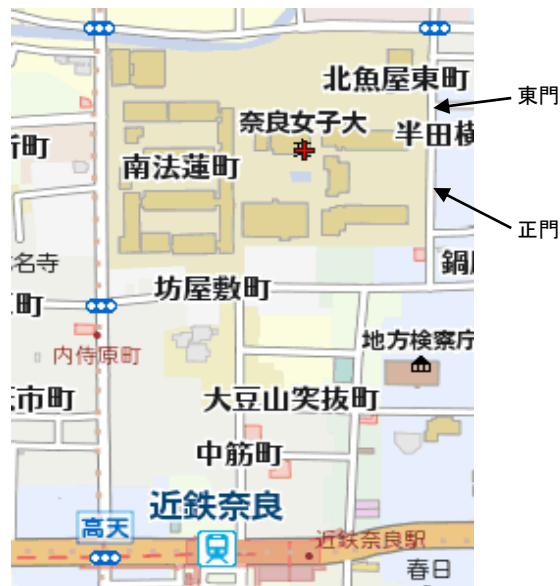 北魚屋東町
東門
奈良女子大
半田横
南法蓮町
正門
名寺
坊屋敷町
町
内侍原町
地方検察庁
市町
大豆山突抜町
中筋町
近鉄奈良
高天
近鉄奈良駅
春日